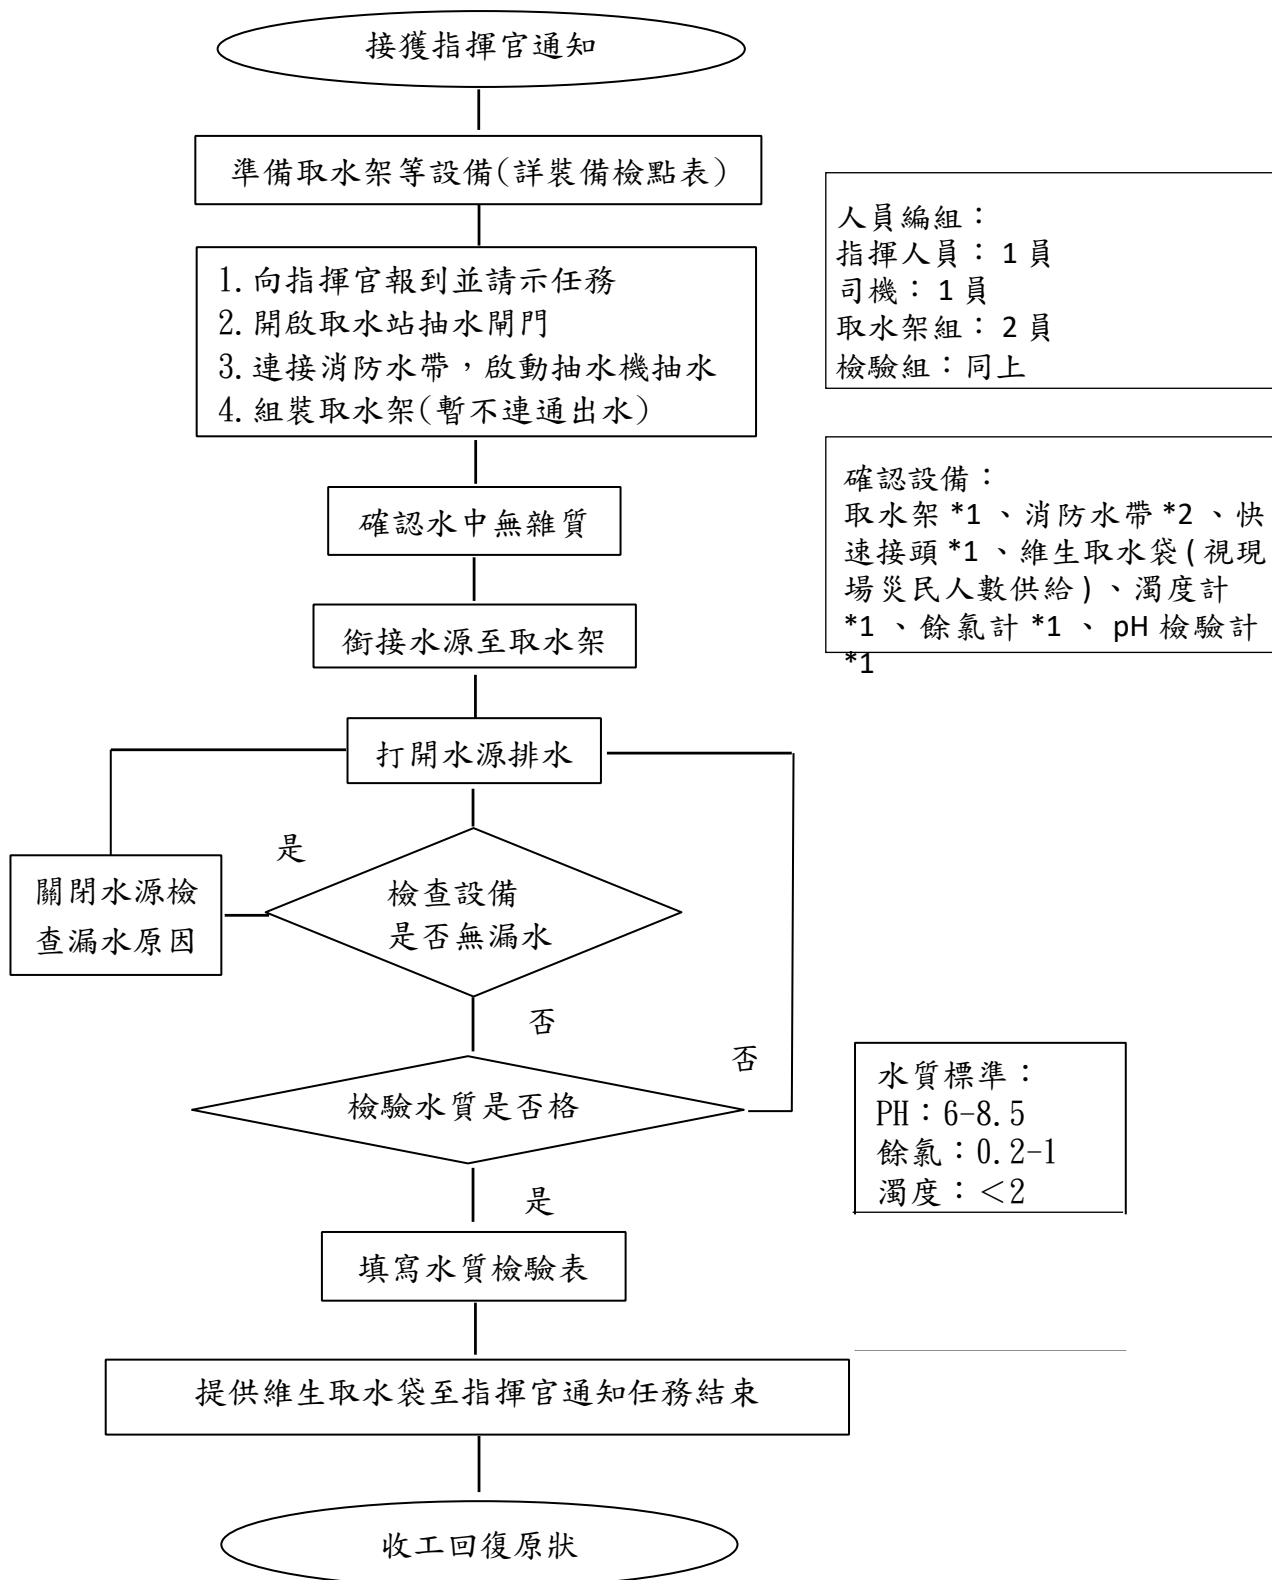 接獲指揮官通知
準備取水架等設備(詳裝備檢點表)
1.向指揮官報到並請示任務
2.開啟取水站抽水閘門
3.連接消防水帶，啟動抽水機抽水
4.組裝取水架(暫不連通出水)
人員編組：
指揮人員：1員
司機：1員
取水架組：2員
檢驗組：同上
確認水中無雜質
確認設備：
取水架*1、消防水帶*2、快
速接頭*1、維生取水袋(視現
場災民人數供給)、濁度計
*1、餘氯計*1、pH檢驗計
*1
銜接水源至取水架
打開水源排水
是
關閉水源檢
查漏水原因
檢查設備
是否無漏水
否
檢驗水質是否格
否
水質標準：
PH：6-8.5
餘氯：0.2-1
濁度：＜2
是
填寫水質檢驗表
提供維生取水袋至指揮官通知任務結束
收工回復原狀